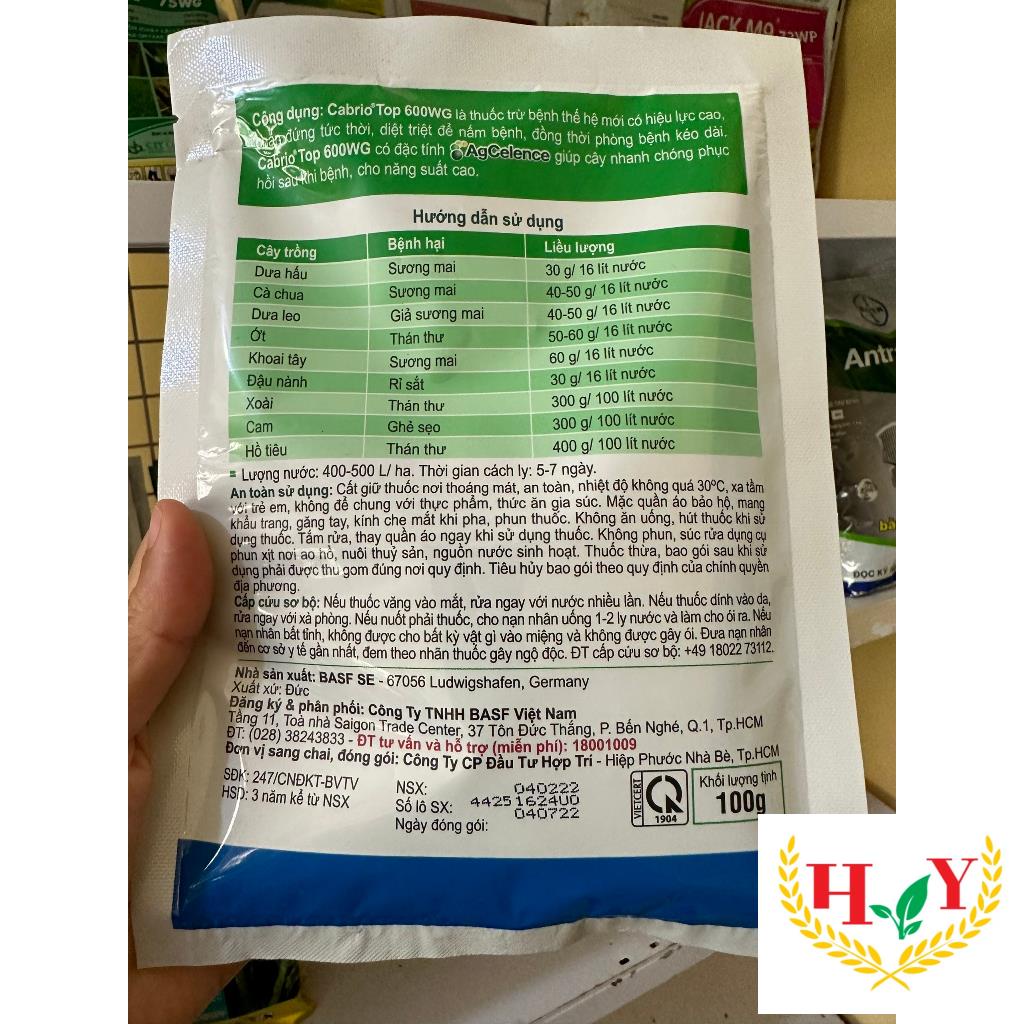 75WG
JACK M9 72WP
Công dụng: Cabrio® Top 600WG là thuốc trừ bệnh thế hệ mới có hiệu lực cao,
đứng tức thời, diệt triệt để nấm bệnh, đồng thời phòng bệnh kéo dài.
Cabrio® Top 600WG có đặc tính AgCelence giúp cây nhanh chóng phục
hồi sau khi bệnh, cho năng suất cao.
Hướng dẫn sử dụng
Cây trồng Bệnh hại Liều lượng
Dưa hấu Sương mai 30 g/ 16 lít nước
Cà chua Sương mai 40-50 g/ 16 lít nước
Dưa leo Giả sương mai 40-50 g/ 16 lít nước
Ớt Thán thư 50-60 g/ 16 lít nước
Khoai tây Sương mai 60 g/ 16 lít nước
Đậu nành Rỉ sắt 30 g/ 16 lít nước
Xoài Thán thư 300 g/ 100 lít nước
Cam Ghẻ sẹo 300 g/ 100 lít nước
Hồ tiêu Thán thư 400 g/ 100 lít nước
Lượng nước: 400-500 L/ ha. Thời gian cách ly: 5-7 ngày.
An toàn sử dụng: Cất giữ thuốc nơi thoáng mát, an toàn, nhiệt độ không quá 30ºC, xa tầm
với trẻ em, không để chung với thực phẩm, thức ăn gia súc. Mặc quần áo bảo hộ, mang
khẩu trang, găng tay, kính che mắt khi pha, phun thuốc. Không ăn uống, hút thuốc khi sử
dụng thuốc. Tắm rửa, thay quần áo ngay khi sử dụng thuốc. Không phun, súc rửa dụng cụ
phun xịt nơi ao hồ, nuôi thuỷ sản, nguồn nước sinh hoạt. Thuốc thừa, bao gói sau khi sử
dụng phải được thu gom đúng nơi quy định. Tiêu hủy bao gói theo quy định của chính quyền
địa phương.
Cấp cứu sơ bộ: Nếu thuốc văng vào mắt, rửa ngay với nước nhiều lần. Nếu thuốc dính vào da,
rửa ngay với xà phòng. Nếu nuốt phải thuốc, cho nạn nhân uống 1-2 ly nước và làm cho ói ra. Nếu
nạn nhân bất tỉnh, không được cho bất kỳ vật gì vào miệng và không được gây ói. Đưa nạn nhân
đến cơ sở y tế gần nhất, đem theo nhãn thuốc gây ngộ độc. ĐT cấp cứu sơ bộ: +49 18022 73112.
Nhà sản xuất: BASF SE - 67056 Ludwigshafen, Germany
Xuất xứ: Đức
Đăng ký & phân phối: Công Ty TNHH BASF Việt Nam
Tầng 11, Toà nhà Saigon Trade Center, 37 Tôn Đức Thắng, P. Bến Nghé, Q.1, Tp.HCM
ĐT: (028) 38243833 - ĐT tư vấn và hỗ trợ (miễn phí): 18001009
Đơn vị sang chai, đóng gói: Công Ty CP Đầu Tư Hợp Trí - Hiệp Phước Nhà Bè, Tp.HCM
SĐK: 247/CNĐKT-BVTV
HSD: 3 năm kể từ NSX
NSX: 040222
Số lô SX: 44251624U0
Ngày đóng gói: 040722
VIETCERT
1904
Khối lượng tịnh
100g
Antr
ba
ĐỌC KỸ
H Y